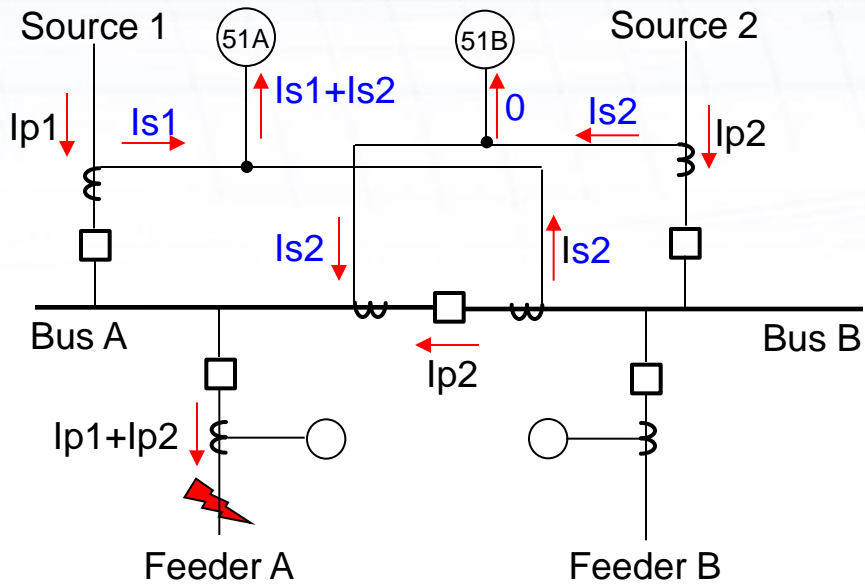 Source 1
51A
51B
Source 2
Ip1
Is1
Is1+Is2
0
Is2
Ip2
Is2
Is2
Bus A
Bus B
Ip2
Ip1+Ip2
Feeder A
Feeder B